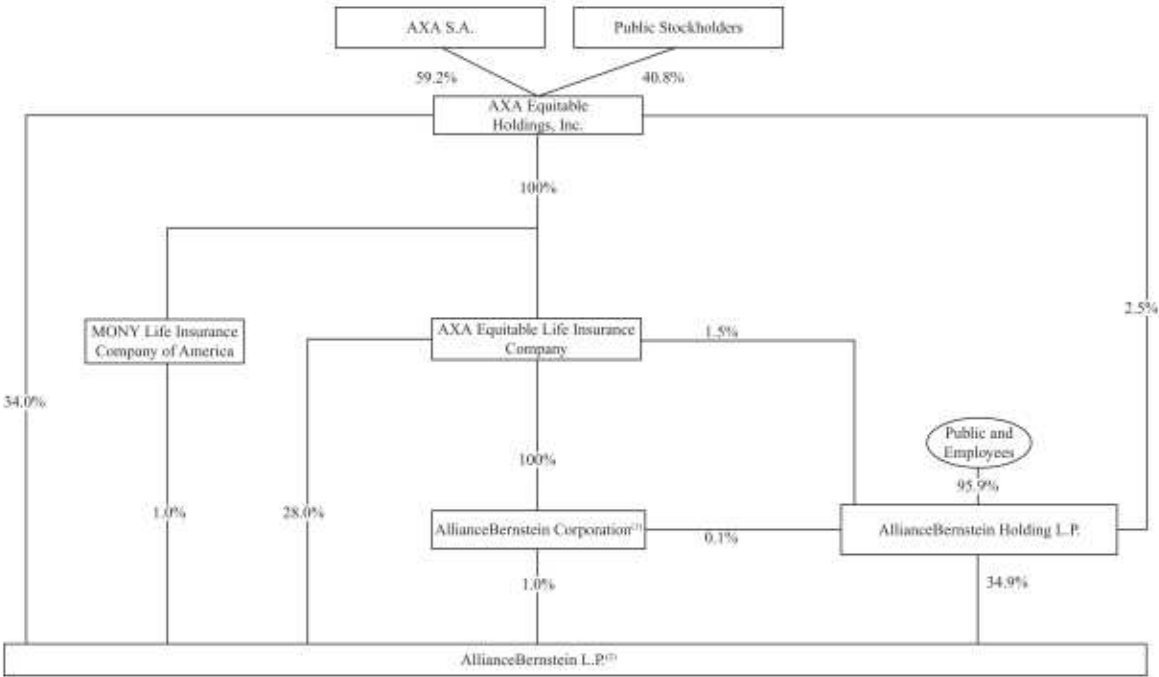 AXA S.A.
Public Stockholders
59.2%
40.8%
AXA Equitable
Holdings, Inc.
100%
2.5%
MONY Life Insurance
Company of America
AXA Equitable Life Insurance
Company
1.5%
34.0%
Public and
Employees
100%
95.9%
1.0%
28.0%
AllianceBernstein Corporation
0.1%
AllianceBernstein Holding L.P.
1.0%
34.9%
AllianceBernstein L.P.